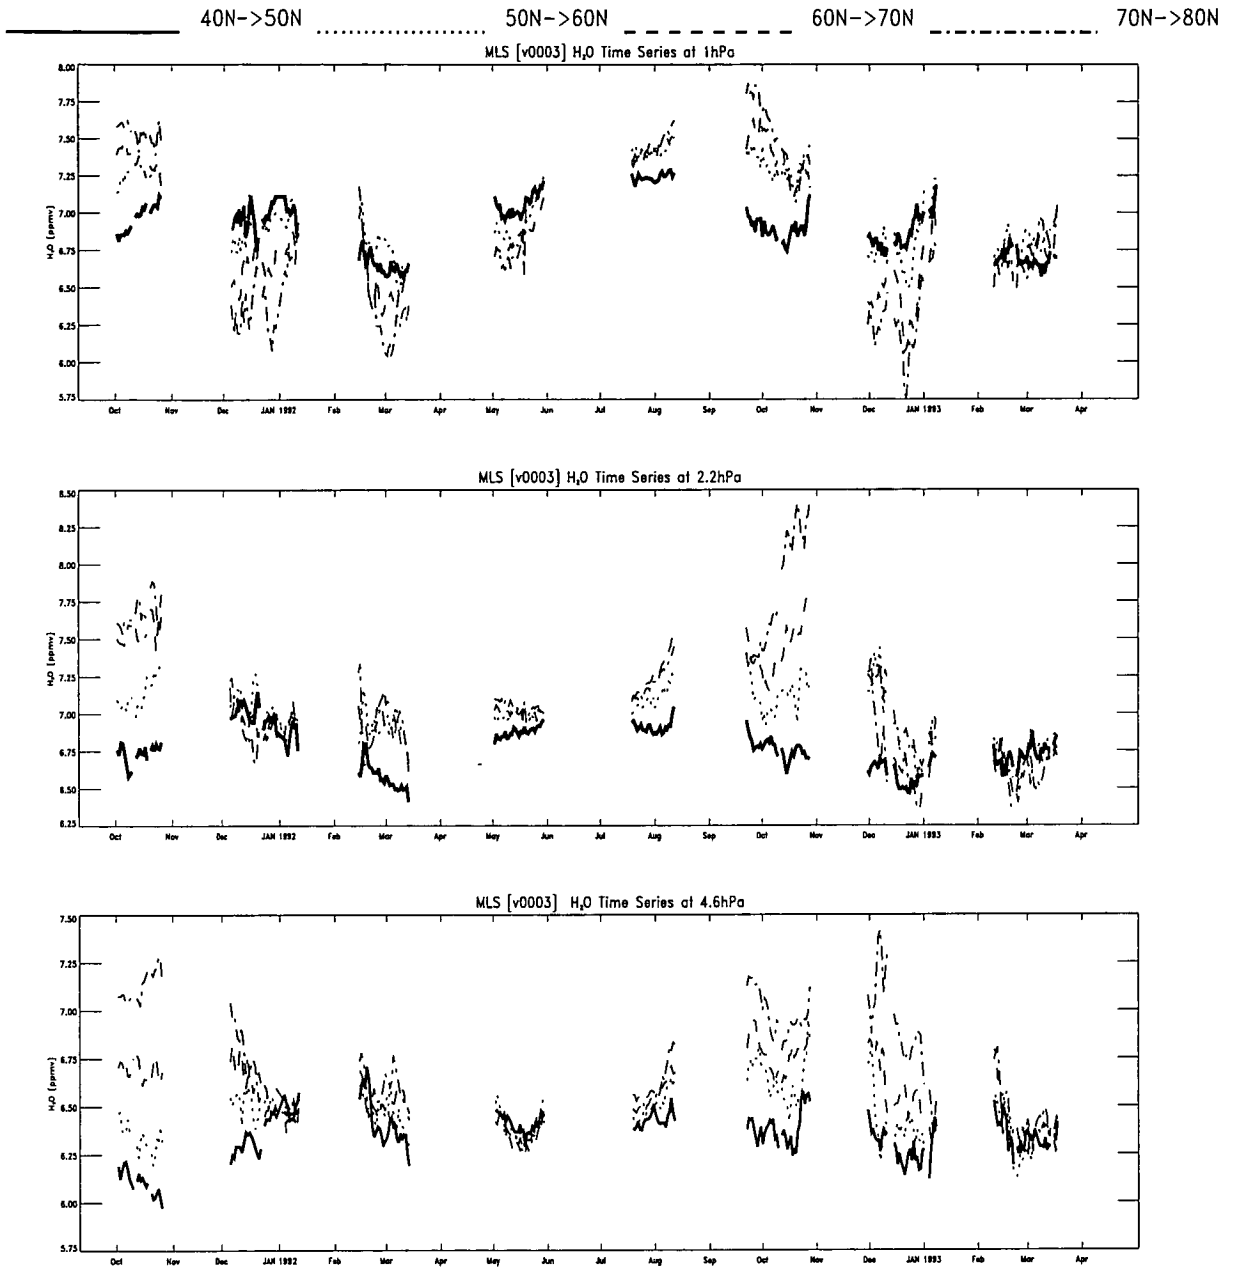 40N->50N 50N->60N 60N->70N 70N->80N
MLS [v0003] H₂O Time Series at 1hPa
8.00
7.75
7.50
7.25
7.00
6.75
6.50
6.25
6.00
5.75
H₂O [ppmv]
Oct Nov Dec JAN 1992 Feb Mar Apr May Jun Jul Aug Sep Oct Nov Dec JAN 1993 Feb Mar Apr
MLS [v0003] H₂O Time Series at 2.2hPa
8.50
8.25
8.00
7.75
7.50
7.25
7.00
6.75
6.50
6.25
H₂O [ppmv]
Oct Nov Dec JAN 1992 Feb Mar Apr May Jun Jul Aug Sep Oct Nov Dec JAN 1993 Feb Mar Apr
MLS [v0003] H₂O Time Series at 4.6hPa
7.50
7.25
7.00
6.75
6.50
6.25
6.00
5.75
H₂O [ppmv]
Oct Nov Dec JAN 1992 Feb Mar Apr May Jun Jul Aug Sep Oct Nov Dec JAN 1993 Feb Mar Apr